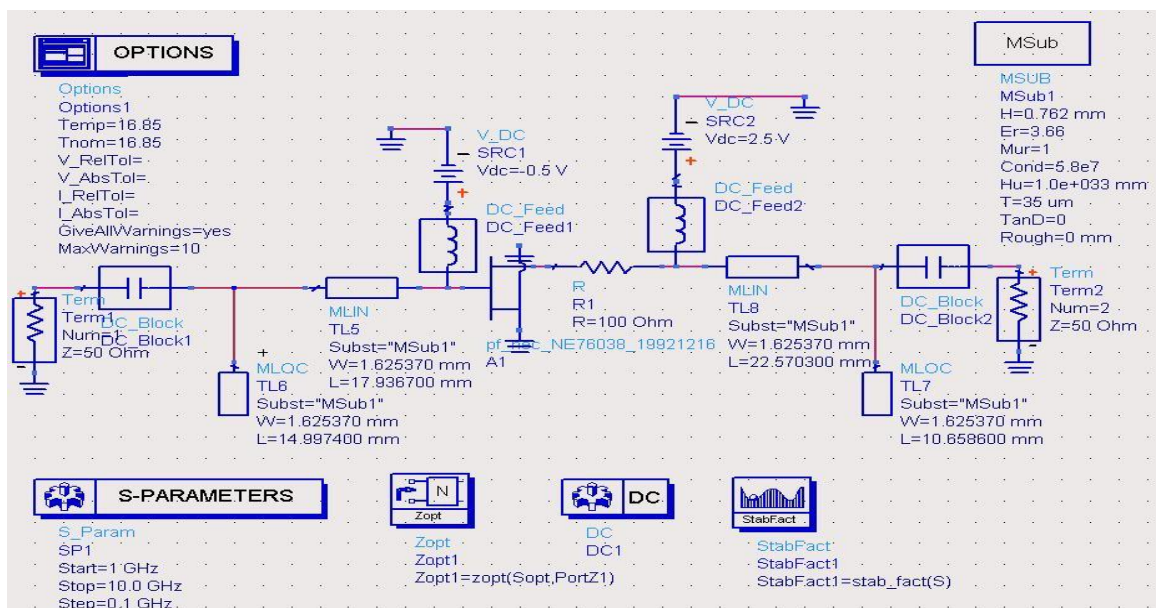 OPTIONS
Options
Options1
Temp=16.85
Tnom=16.85
V_RelTol=
V_AbsTol=
I_RelTol=
I_AbsTol=
GiveAllWarnings=yes
MaxWarnings=10
V_DC
SRC1
Vdc=-0.5 V
DC_Feed
DC_Feed1
V_DC
SRC2
Vdc=2.5 V
DC_Feed
DC_Feed2
MSub
MSUB
MSub1
H=0.762 mm
Er=3.66
Mur=1
Cond=5.8e7
Hu=1.0e+033 mm
T=35 um
TanD=0
Rough=0 mm
Term
Term1
Num=1
Z=50 Ohm
DC_Block
DC_Block1
MLOC
TL6
Subst="MSub1"
W=1.625370 mm
L=14.997400 mm
MLIN
TL5
Subst="MSub1"
W=1.625370 mm
L=17.936700 mm
A1
R
R1
R=100 Ohm
MLIN
TL8
Subst="MSub1"
W=1.625370 mm
L=22.570300 mm
DC_Block
DC_Block2
MLOC
TL7
Subst="MSub1"
W=1.625370 mm
L=10.658600 mm
Term
Term2
Num=2
Z=50 Ohm
S-PARAMETERS
S_Param
SP1
Start=1 GHz
Stop=10.0 GHz
Step=0.1 GHz
N
Zopt
Zopt
Zopt1
Zopt1=zopt(Sopt,PortZ1)
DC
DC
DC1
StabFact
StabFact
StabFact1
StabFact1=stab_fact(S)